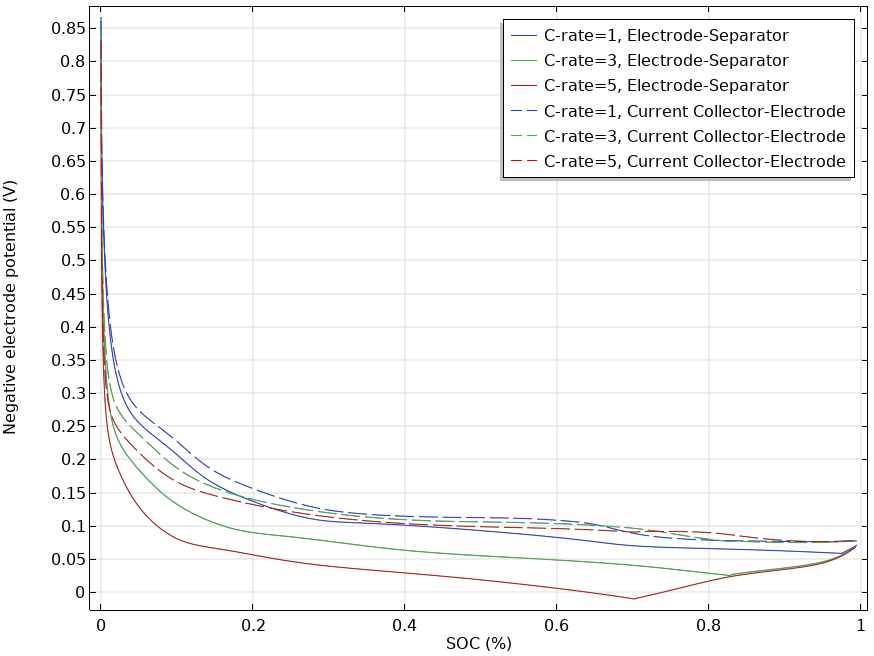 0.85
0.8
0.75
0.7
0.65
0.6
0.55
0.5
0.45
0.4
0.35
0.3
0.25
0.2
0.15
0.1
0.05
0
Negative electrode potential (V)
C-rate=1, Electrode-Separator
C-rate=3, Electrode-Separator
C-rate=5, Electrode-Separator
C-rate=1, Current Collector-Electrode
C-rate=3, Current Collector-Electrode
C-rate=5, Current Collector-Electrode
0 0.2 0.4 0.6 0.8 1
SOC (%)